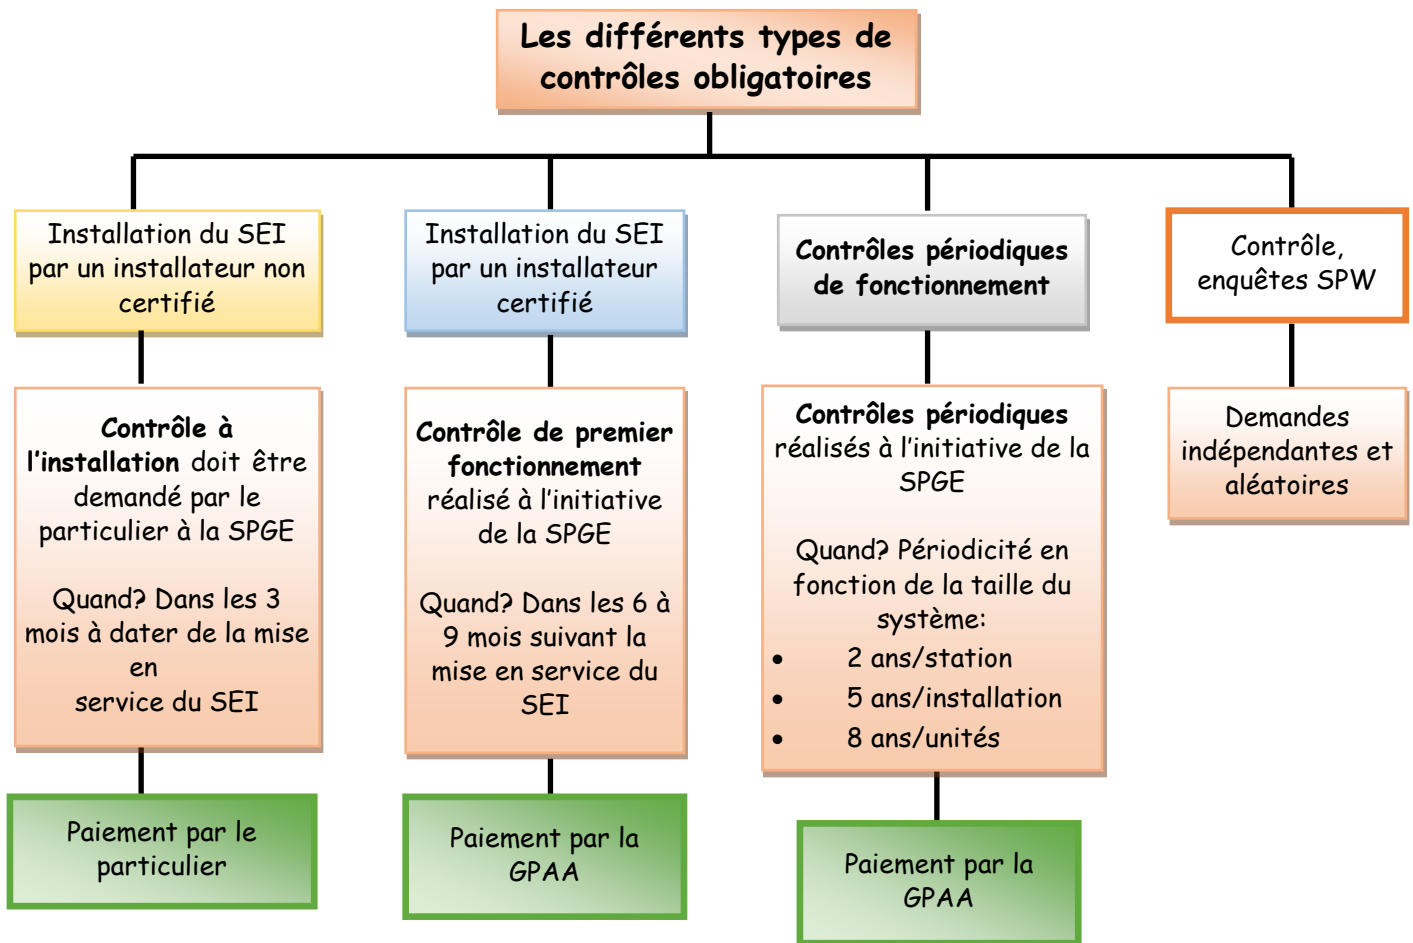 Les différents types de
contrôles obligatoires
Installation du SEI
par un installateur non
certifié
Contrôle à
l'installation doit être
demandé par le
particulier à la SPGE
Quand? Dans les 3
mois à dater de la mise
en
service du SEI
Paiement par le
particulier
Installation du SEI
par un installateur
certifié
Contrôle de premier
fonctionnement
réalisé à l'initiative
de la SPGE
Quand? Dans les 6 à
9 mois suivant la
mise en service du
SEI
Paiement par la
GPAA
Contrôles périodiques
de fonctionnement
Contrôles périodiques
réalisés à l'initiative de la
SPGE
Quand? Périodicité en
fonction de la taille du
système:
• 2 ans/station
• 5 ans/installation
• 8 ans/unités
Paiement par la
GPAA
Contrôle,
enquêtes SPW
Demandes
indépendantes et
aléatoires